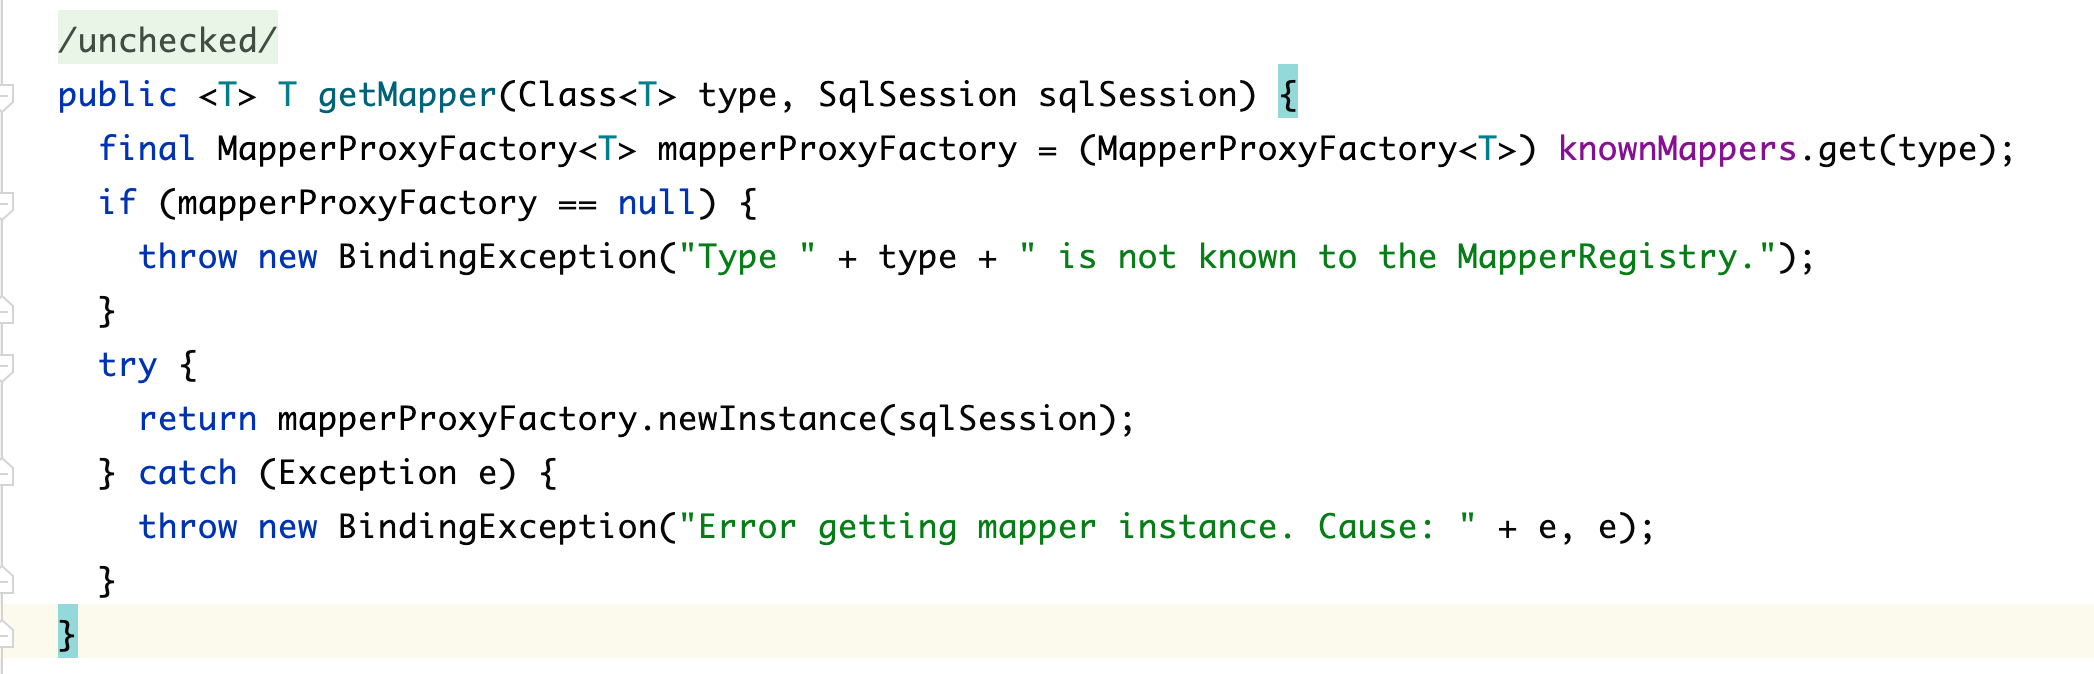 /unchecked/
public <T> T getMapper(Class<T> type, SqlSession sqlSession) {
  final MapperProxyFactory<T> mapperProxyFactory = (MapperProxyFactory<T>) knownMappers.get(type);
  if (mapperProxyFactory == null) {
    throw new BindingException("Type " + type + " is not known to the MapperRegistry.");
  }
  try {
    return mapperProxyFactory.newInstance(sqlSession);
  } catch (Exception e) {
    throw new BindingException("Error getting mapper instance. Cause: " + e, e);
  }
}